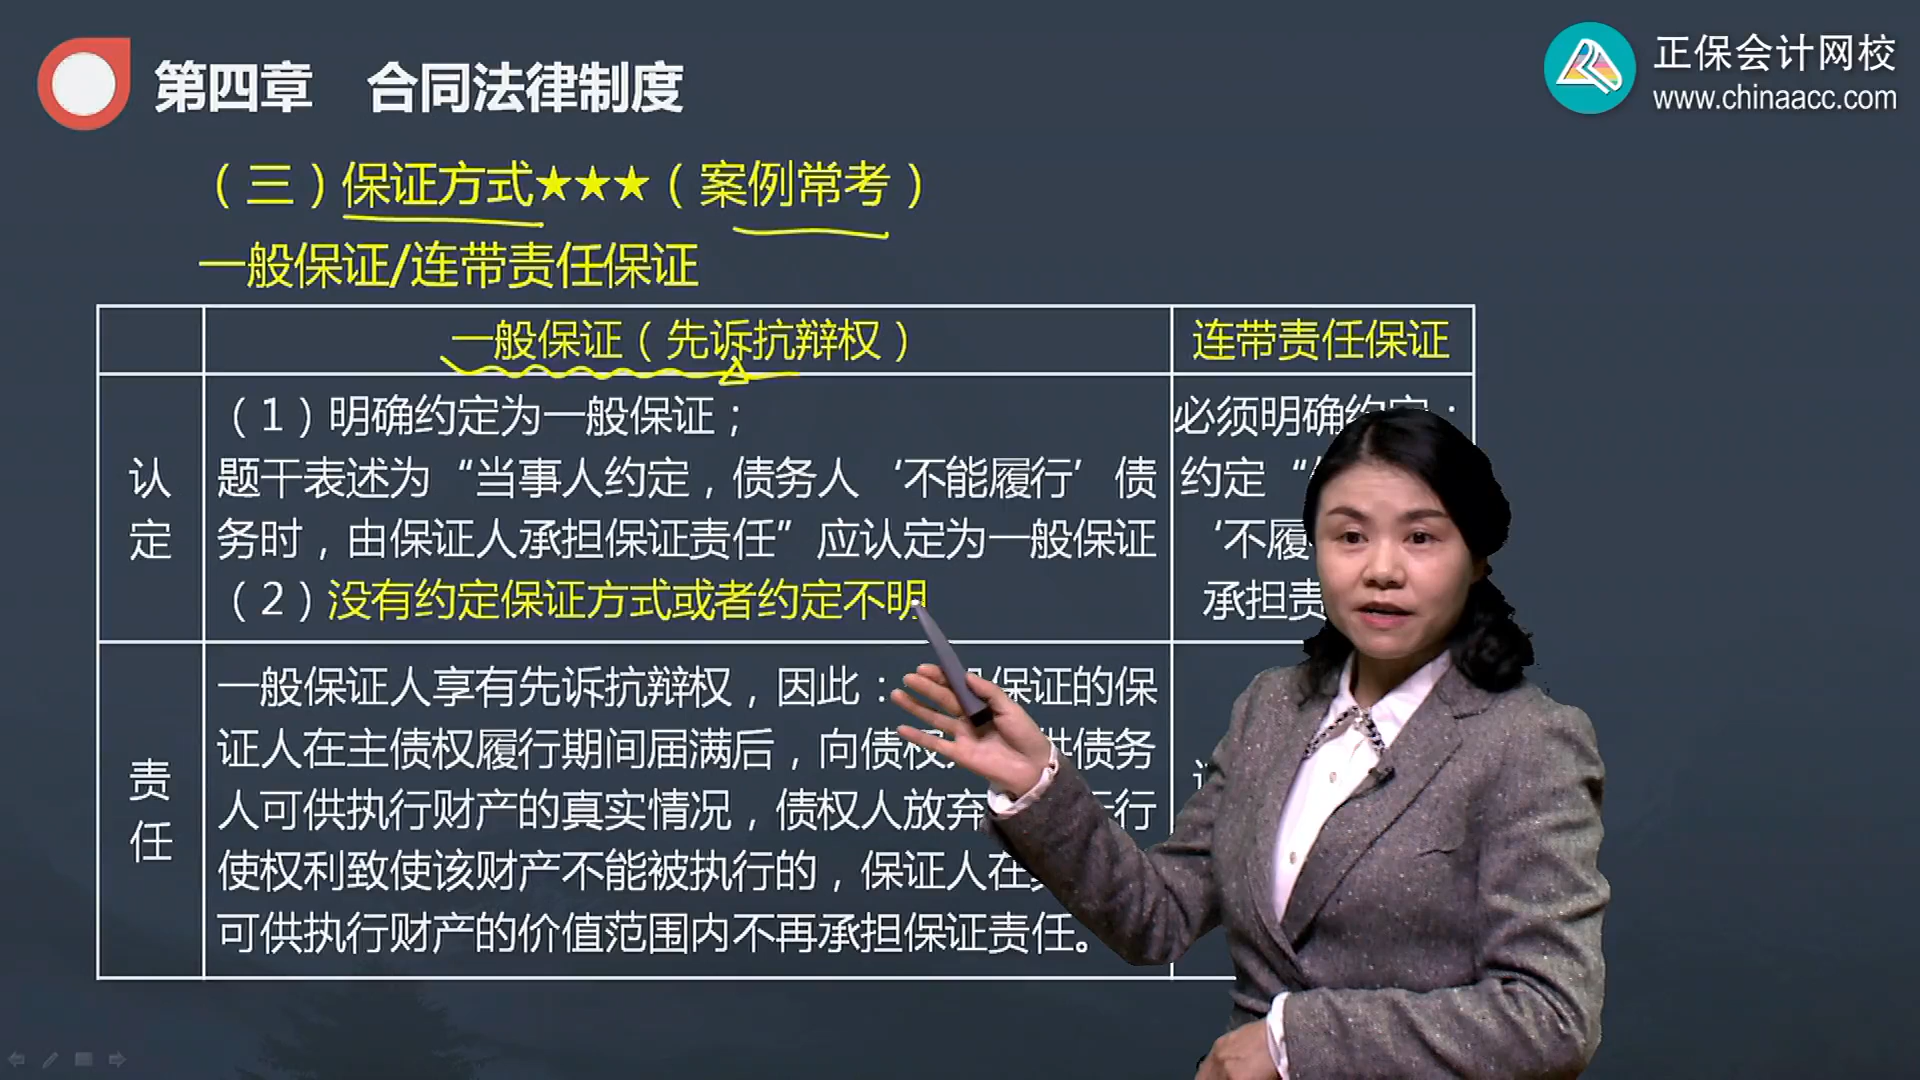 第四章 合同法律制度
正保会计网校
www.chinaacc.com
（三）保证方式★★★（案例常考）
一般保证/连带责任保证
一般保证（先诉抗辩权）
连带责任保证
认定
（1）明确约定为一般保证；
题干表述为“当事人约定，债务人‘不能履行’债
务时，由保证人承担保证责任”应认定为一般保证
（2）没有约定保证方式或者约定不明
必须明确约定；
约定“
‘不履
承担责
责任
一般保证人享有先诉抗辩权，因此：保证的保
证人在主债权履行期间届满后，向债权供债务
人可供执行财产的真实情况，债权人放弃行
使权利致使该财产不能被执行的，保证人在
可供执行财产的价值范围内不再承担保证责任。